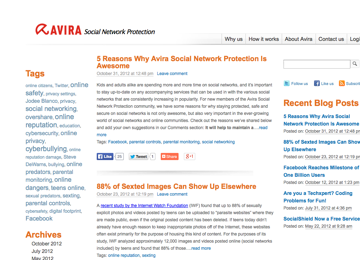 AVIRA Social Network Protection
Why us How it works About Avira Contact us Logi
5 Reasons Why Avira Social Network Protection Is
Awesome
October 31, 2012 at 12:48 pm Leave comment
Kids and adults alike are spending more and more time on social networks, and it's important
to stay up-to-date on any accompanying services that can be used in with the various social
networks that are consistently increasing in popularity. For new members of the Avira Social
Network Protection community, we have some reasons for why staying protected, safe and
secure on social networks is not only awesome, but also very important in the ever-growing
world of social networks and online communities. Check out the reasons we've shared below
and add your own suggestions in our Comments section: It will help to maintain a… read
more
Tags: Facebook, parental controls, parental monitoring, social networking
Like Tweet Share
88% of Sexted Images Can Show Up Elsewhere
October 23, 2012 at 12:19 pm Leave comment
A recent study by the Internet Watch Foundation (IWF) found that up to 88% of sexually
explicit photos and videos posted by teens can be uploaded to "parasite websites" where they
are made public, even if the original posted content has been deleted. If teens today didn't
already have enough reason to keep inappropriate photos off of the internet, these websites
often exist primarily for the purpose of hosting this kind of content. For the purposes of its
study, IWF analyzed approximately 12,000 images and videos posted online (social networks
included) by teens and found that up to 88% of those… read more
Tags: online reputation, sexting
Tags
online citizens, Twitter, online
safety, privacy settings,
Jodee Blanco, privacy,
social networking,
overshare, online
reputation, education,
cybersecurity, online
privacy,
cyberbullying, online
reputation damage, Steve
DeWarns, bullying, online
predators, parental
monitoring, online
dangers, teens online,
sexual predators, sexting,
parental controls,
cybersafety, digital footprint,
Facebook
Archives
October 2012
July 2012
May 2012
Follow us Like us Subscribe
Recent Blog Posts
5 Reasons Why Avira Social
Network Protection Is
Awesome
Posted on: October 31, 2012 at 12:48 pm
88% of Sexted Images Can Show Up
Elsewhere
Posted on: October 23, 2012 at 12:19 pm
Facebook Reaches Milestone of
One Billion Users
Posted on: October 4, 2012 at 1:23 pm
Are you a Techspert? Coding
Problems for Fun!
Posted on: July 31, 2012 at 6:47 pm
SocialShield Now a Free Service
Posted on: May 22, 2012 at 9:28 pm